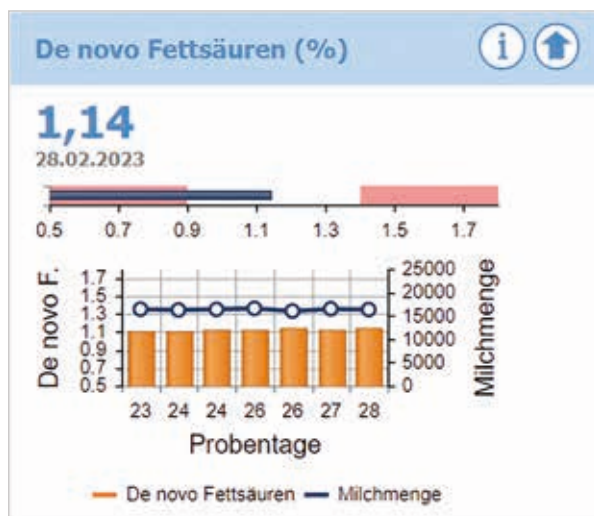 De novo Fettsäuren (%)
i
1,14
28.02.2023
0.5 0.7 0.9 1.1 1.3 1.5 1.7
De novo F.
1.7
1.5
1.3
1.1
0.9
0.7
0.5
25000
20000
15000
10000
5000
0
Milchmenge
23 24 24 26 26 27 28
Probentage
De novo Fettsäuren Milchmenge